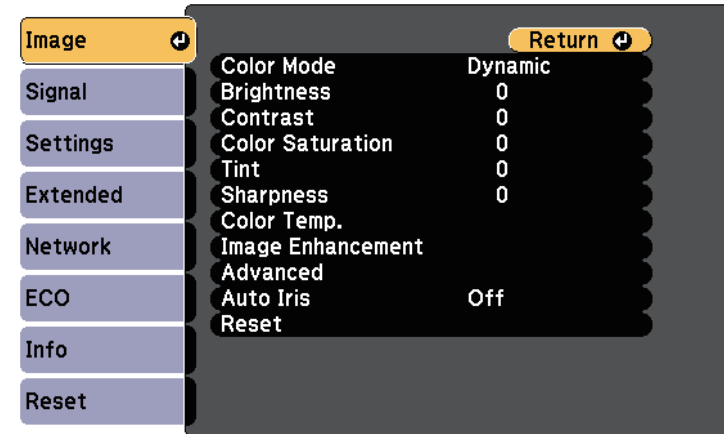 Image
Signal
Settings
Extended
Network
ECO
Info
Reset
Return
Color Mode Dynamic
Brightness 0
Contrast 0
Color Saturation 0
Tint 0
Sharpness 0
Color Temp.
Image Enhancement
Advanced
Auto Iris Off
Reset